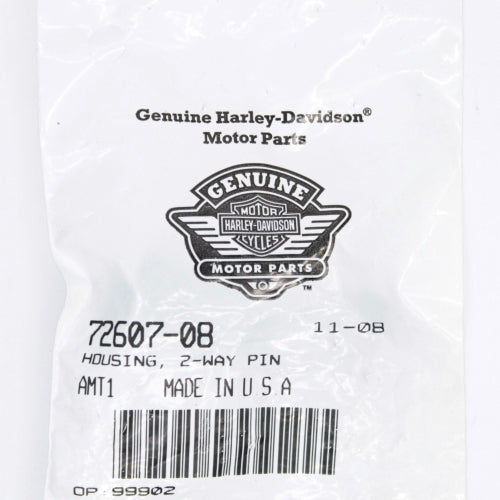 Genuine Harley-Davidson®
Motor Parts
GENUINE
MOTOR
HARLEY-DAVIDSON
CYCLES
MOTOR PARTS
™
72607-08 11-08
HOUSING, 2-WAY PIN
AMT1 MADE IN U S A
OP 99902